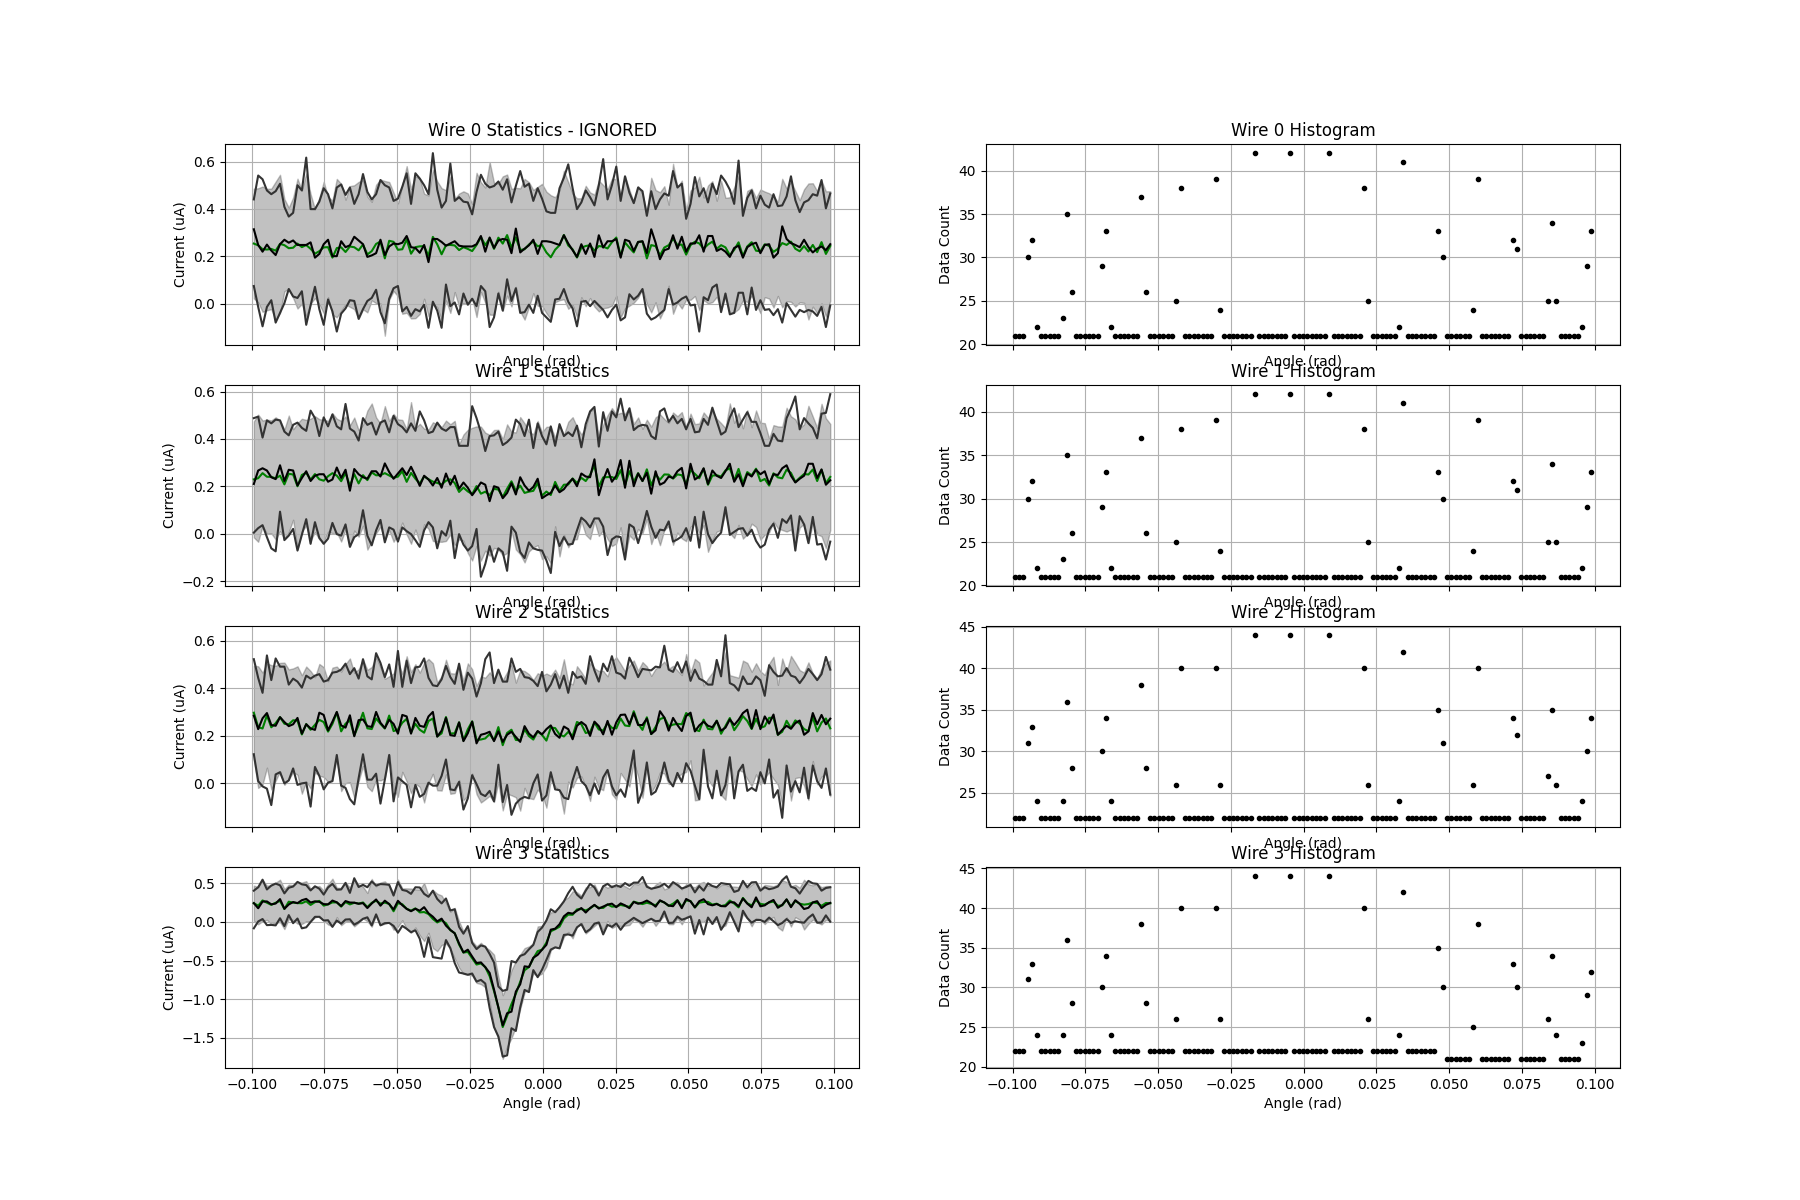 Wire 0 Statistics - IGNORED
Current (uA)
0.6
0.4
0.2
0.0
Angle (rad)
Wire 0 Histogram
Data Count
40
35
30
25
20
Angle (rad)
Wire 1 Statistics
Current (uA)
0.6
0.4
0.2
0.0
−0.2
Angle (rad)
Wire 1 Histogram
Data Count
40
35
30
25
20
Angle (rad)
Wire 2 Statistics
Current (uA)
0.6
0.4
0.2
0.0
Angle (rad)
Wire 2 Histogram
Data Count
45
40
35
30
25
Angle (rad)
Wire 3 Statistics
Current (uA)
0.5
0.0
−0.5
−1.0
−1.5
−0.100 −0.075 −0.050 −0.025 0.000 0.025 0.050 0.075 0.100
Angle (rad)
Wire 3 Histogram
Data Count
45
40
35
30
25
20
−0.100 −0.075 −0.050 −0.025 0.000 0.025 0.050 0.075 0.100
Angle (rad)